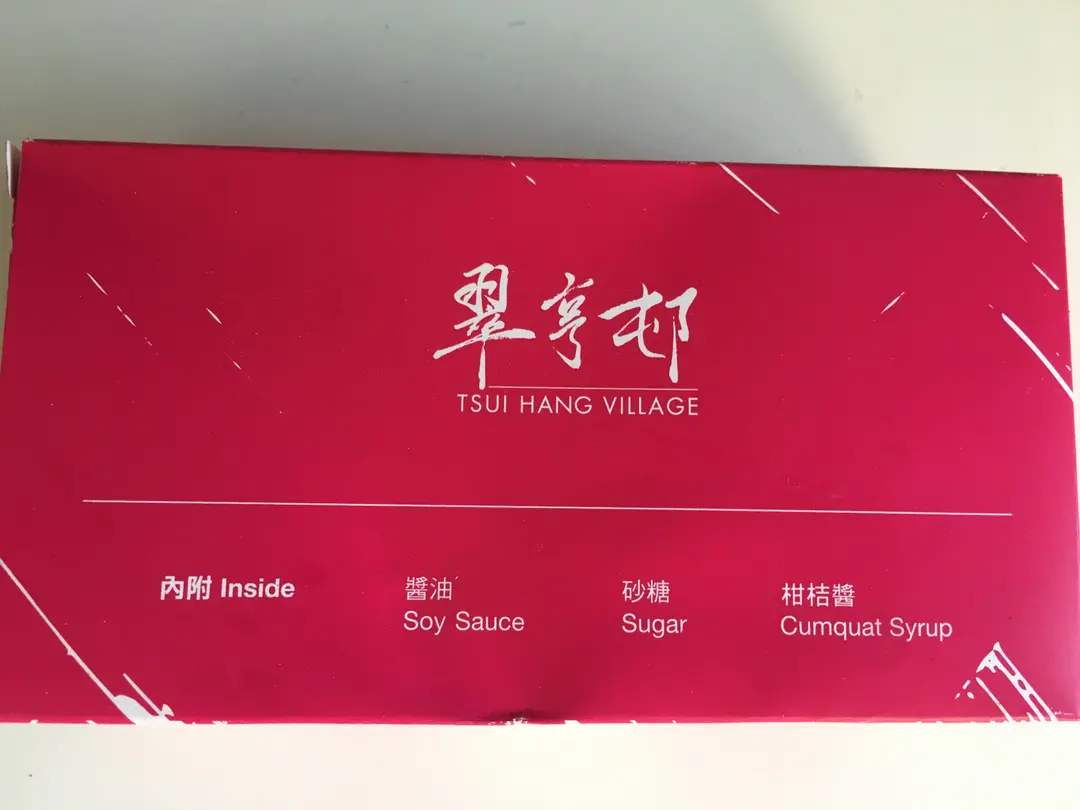 翠亨邨
TSUI HANG VILLAGE
內附 Inside
醬油
Soy Sauce
砂糖
Sugar
柑桔醬
Cumquat Syrup